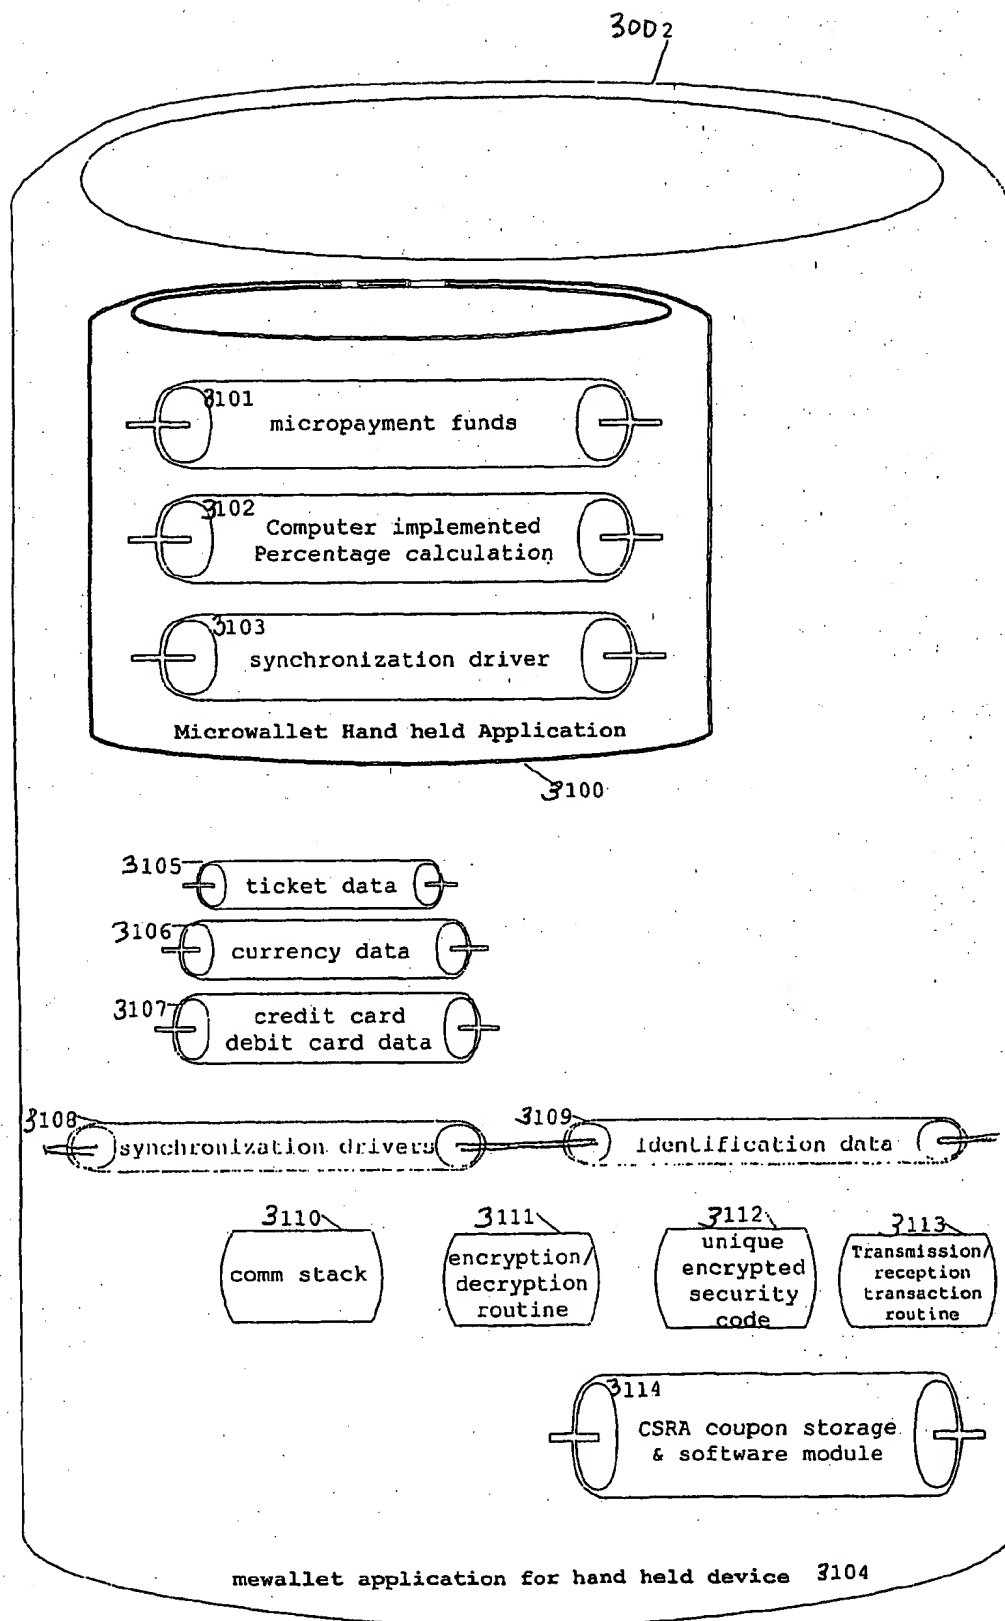 3002
3101
micropayment funds
3102
Computer implemented
Percentage calculation
3103
synchronization driver
Microwallet Hand held Application
3100
3105
ticket data
3106
currency data
3107
credit card
debit card data
3108
synchronization drivers
3109
identification data
3110
comm stack
3111
encryption/
decryption
routine
3112
unique
encrypted
security
code
3113
Transmission/
reception
transaction
routine
3114
CSRA coupon storage
& software module
mewallet application for hand held device 3104